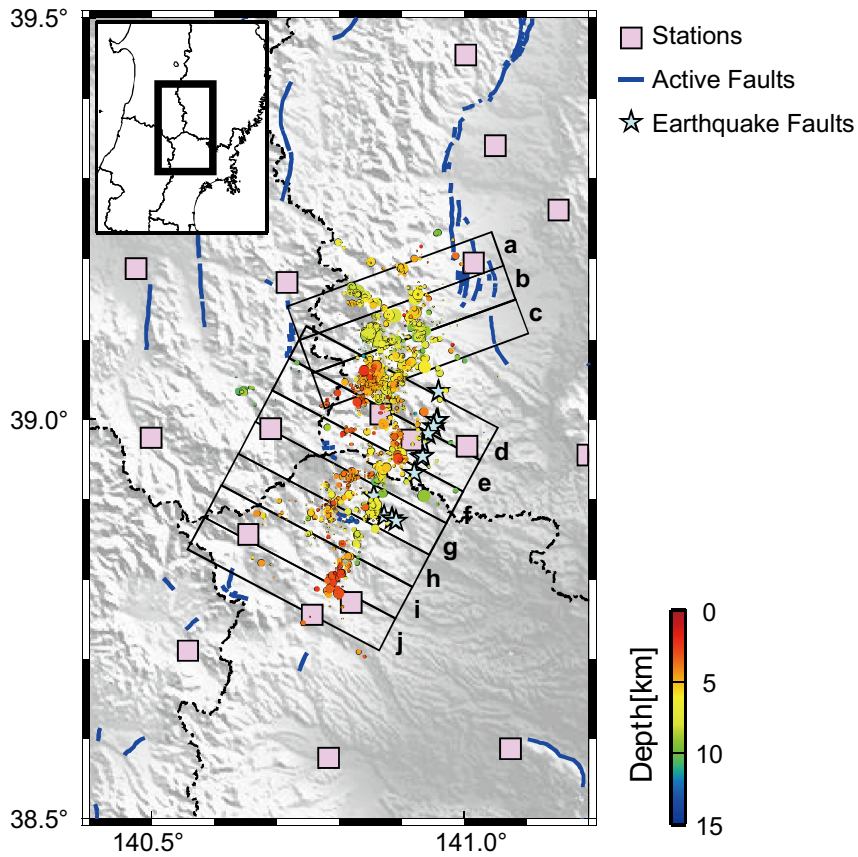 39.5°
Stations
Active Faults
Earthquake Faults
a
b
c
39.0°
d
e
f
g
h
i
j
0
5
10
15
Depth[km]
38.5°
140.5°
141.0°